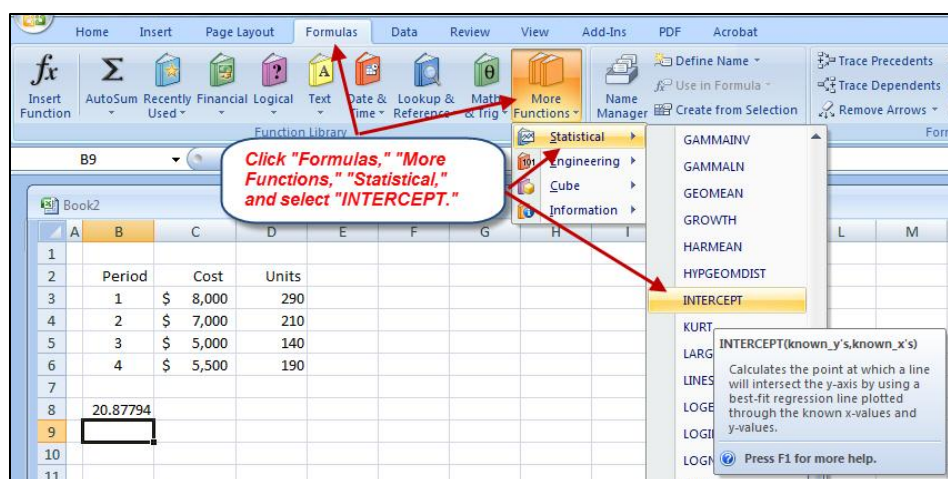 Home Insert Page Layout Formulas Data Review View Add-Ins PDF Acrobat
fx Insert Function
Σ AutoSum
Recently Used
Financial
Logical
Text
Date & Time
Lookup & Reference
Math & Trig
More Functions
Name Manager
Define Name
Use in Formula
Create from Selection
Trace Precedents
Trace Dependents
Remove Arrows
Function Library
Form
B9
Statistical
Engineering
Cube
Information
Click "Formulas," "More
Functions," "Statistical,"
and select "INTERCEPT."
GAMMAINV
GAMMALN
GEOMEAN
GROWTH
HARMEAN
HYPGEOMDIST
INTERCEPT
KURT
LARG
LINES
LOGE
LOGI
LOGN
INTERCEPT(known_y's,known_x's)
Calculates the point at which a line
will intersect the y-axis by using a
best-fit regression line plotted
through the known x-values and
y-values.
Press F1 for more help.
Book2
A B C D E F G H I L M
1
2 Period Cost Units
3 1 $ 8,000 290
4 2 $ 7,000 210
5 3 $ 5,000 140
6 4 $ 5,500 190
7
8 20.87794
9
10
11